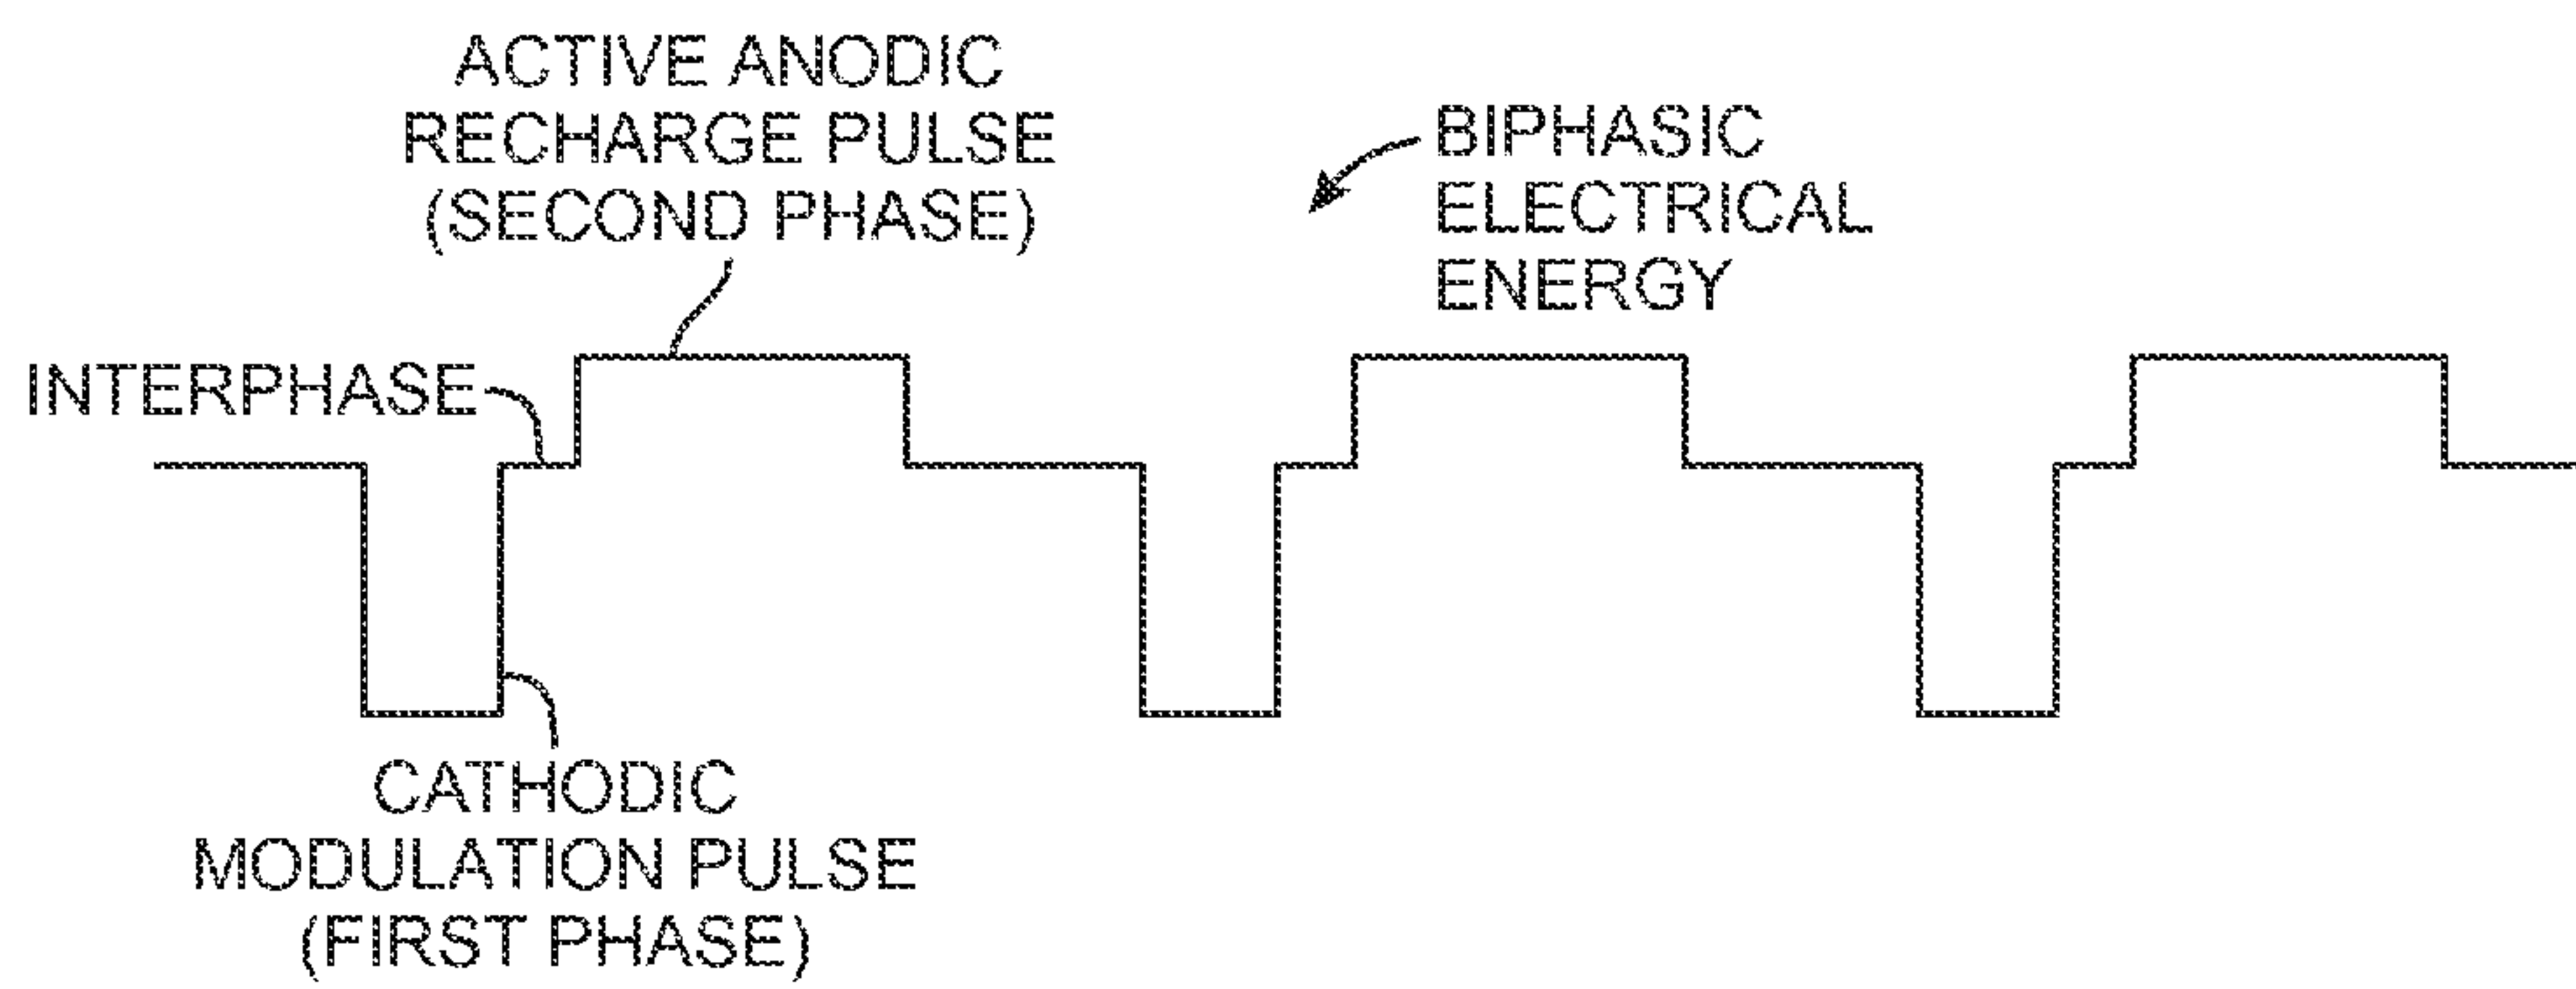 ACTIVE ANODIC
RECHARGE PULSE
(SECOND PHASE)
BIPHASIC
ELECTRICAL
ENERGY
INTERPHASE
CATHODIC
MODULATION PULSE
(FIRST PHASE)